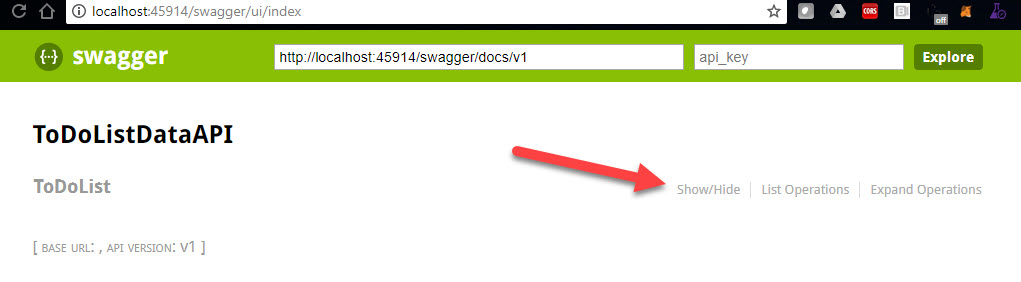 localhost:45914/swagger/ui/index
CORS
B
off
{··} swagger
http://localhost:45914/swagger/docs/v1
api_key
Explore
ToDoListDataAPI
ToDoList
Show/Hide
List Operations
Expand Operations
[ BASE URL: , API VERSION: V1 ]